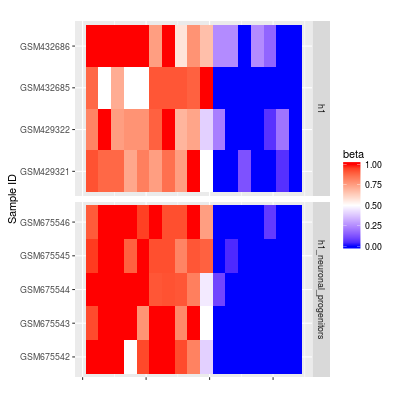 GSM432686
GSM432685
GSM429322
GSM429321
h1
GSM675546
GSM675545
GSM675544
GSM675543
GSM675542
h1_neuronal_progenitors
Sample ID
beta
1.00
0.75
0.50
0.25
0.00